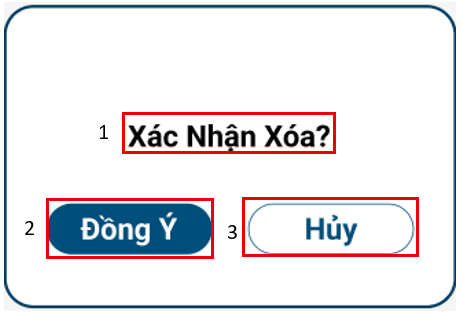 1 Xác Nhận Xóa?
2 Đồng Ý 3 Hủy